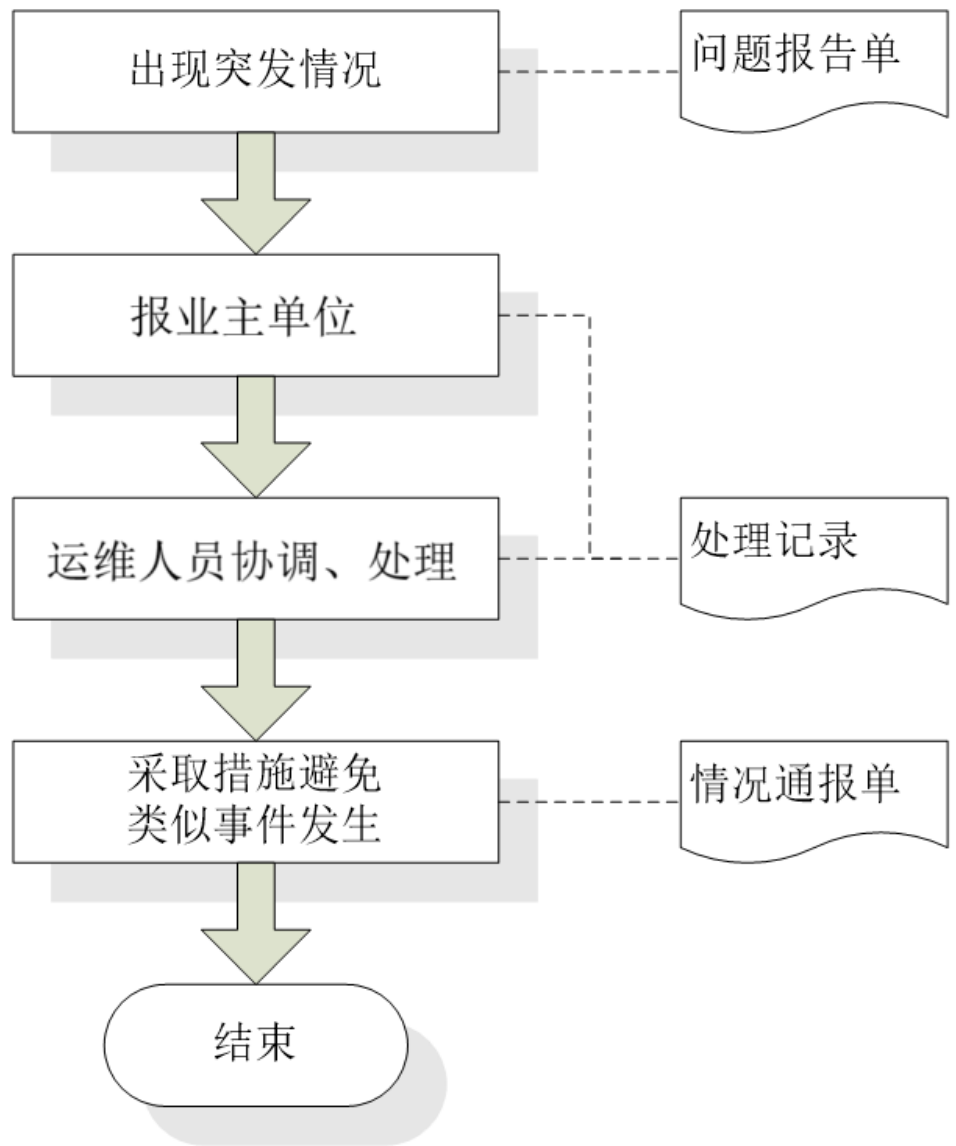 出现突发情况
问题报告单
报业主单位
运维人员协调、处理
处理记录
采取措施避免
类似事件发生
情况通报单
结束